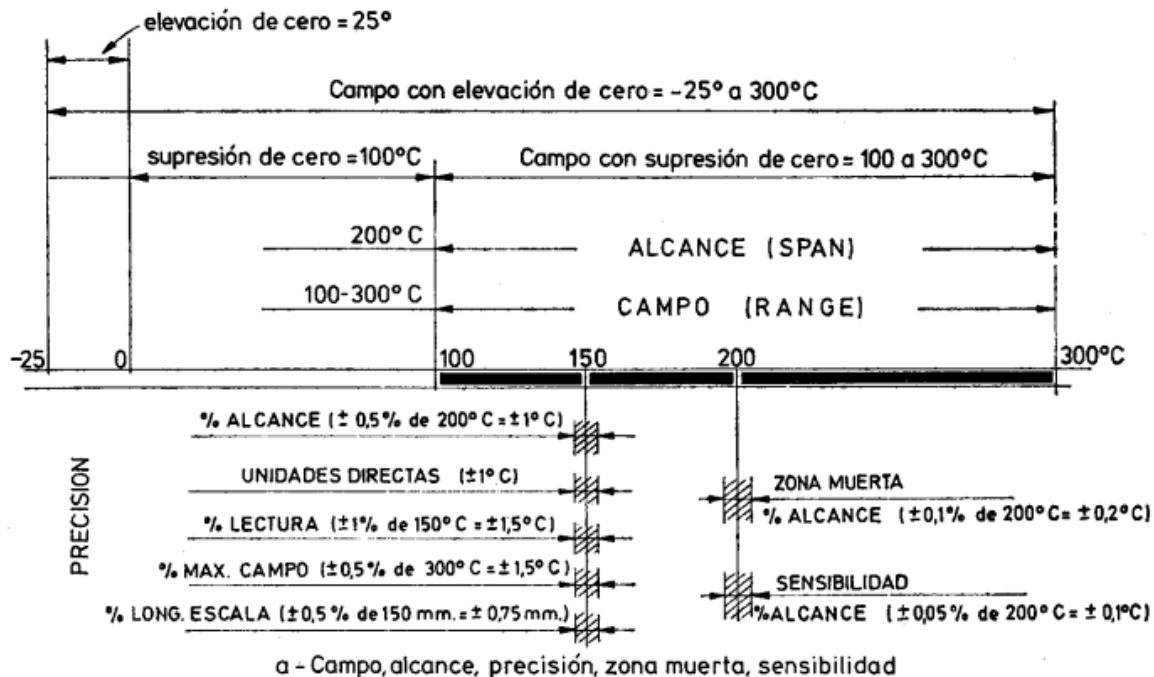 elevación de cero = 25°
Campo con elevación de cero = -25° a 300°C
supresión de cero = 100°C
Campo con supresión de cero = 100 a 300°C
200° C
ALCANCE (SPAN)
100-300° C
CAMPO (RANGE)
-25
0
100
150
200
300°C
PRECISION
% ALCANCE (± 0,5% de 200°C = ±1° C)
UNIDADES DIRECTAS (±1° C)
% LECTURA (±1% de 150°C = ±1,5°C)
% MAX. CAMPO (±0,5% de 300°C = ±1,5° C)
% LONG. ESCALA (±0,5% de 150 mm. = ± 0,75 mm.)
ZONA MUERTA
% ALCANCE (±0,1% de 200°C = ±0,2°C)
SENSIBILIDAD
%ALCANCE (±0,05% de 200°C = ± 0,1°C)
a - Campo, alcance, precisión, zona muerta, sensibilidad